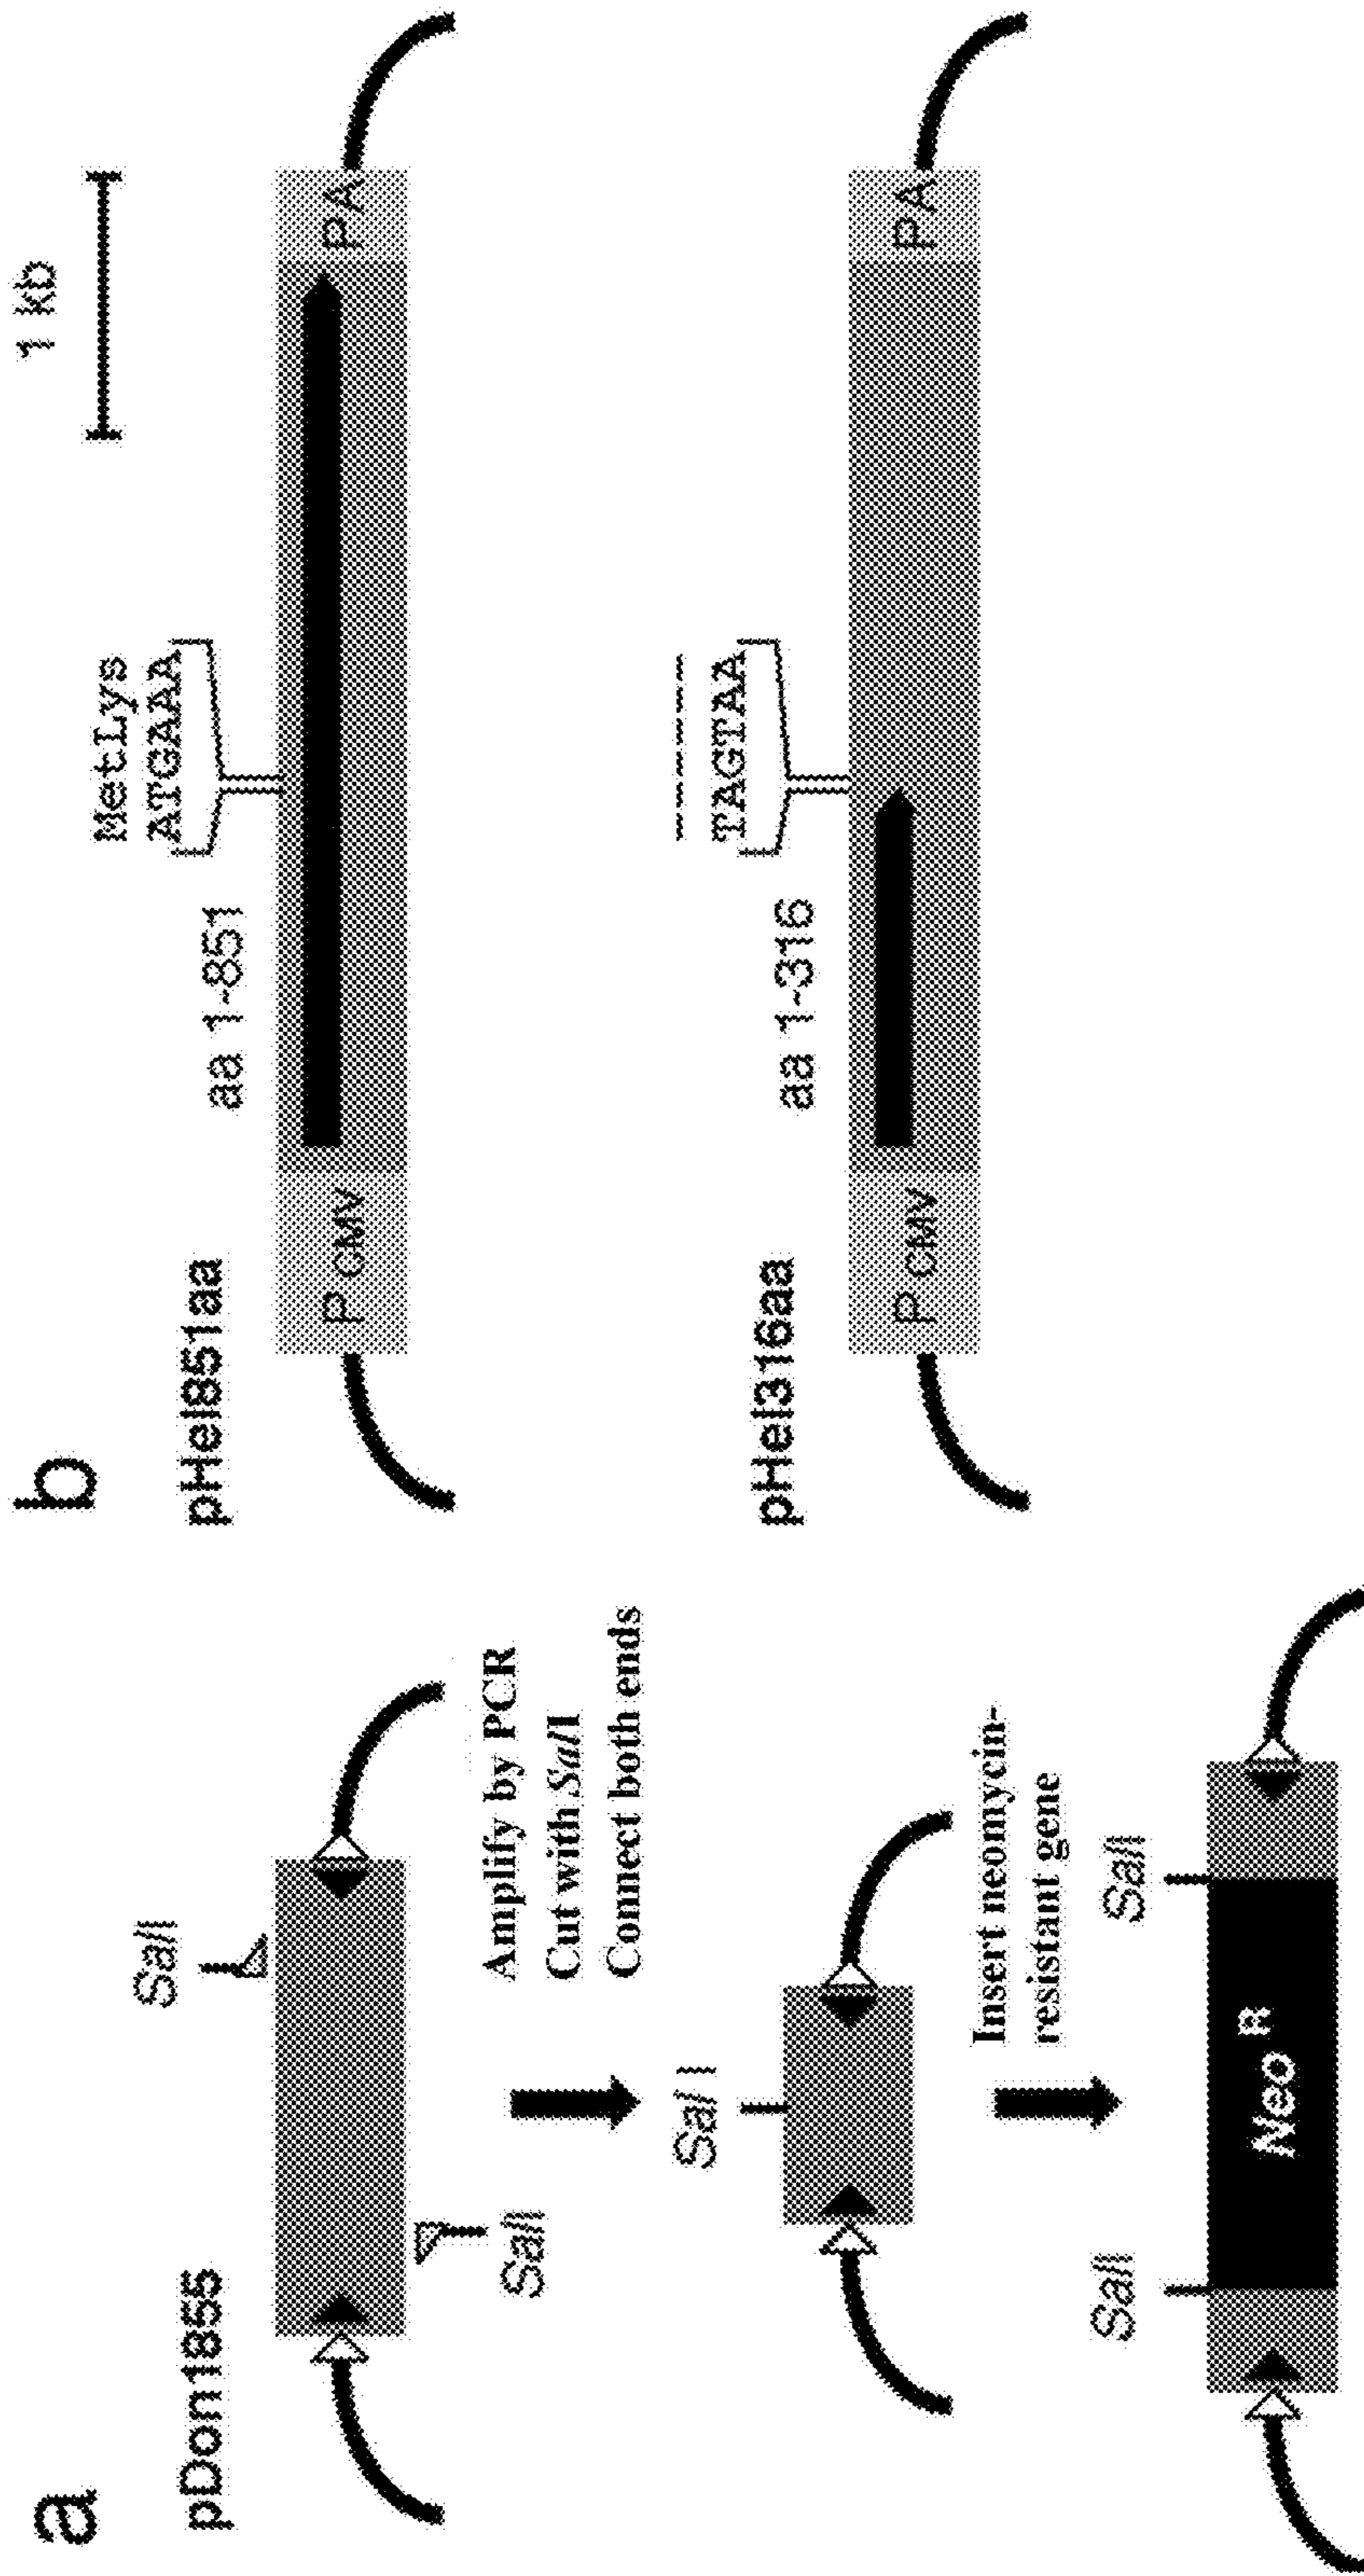 a
pDon1855
SalI
SalI
Amplify by PCR
Cut with SalI
Connect both ends
Sal I
Insert neomycin-
resistant gene
SalI
SalI
Neo R
b
1 kb
pHel851aa
aa 1-851
MetLys
ATGAAA
P CMV
PA
pHel316aa
aa 1-316
------
TAGTAA
P CMV
PA